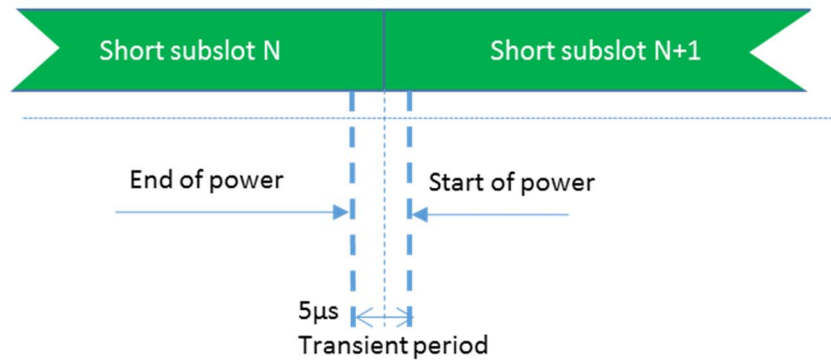 Short subslot N
Short subslot N+1
End of power
Start of power
5µs
Transient period